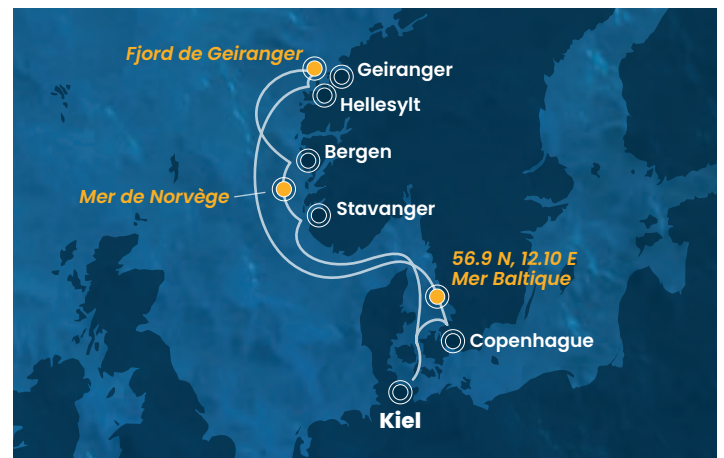 Fjord de Geiranger
Geiranger
Hellesylt
Bergen
Mer de Norvège
Stavanger
56.9 N, 12.10 E
Mer Baltique
Copenhague
Kiel